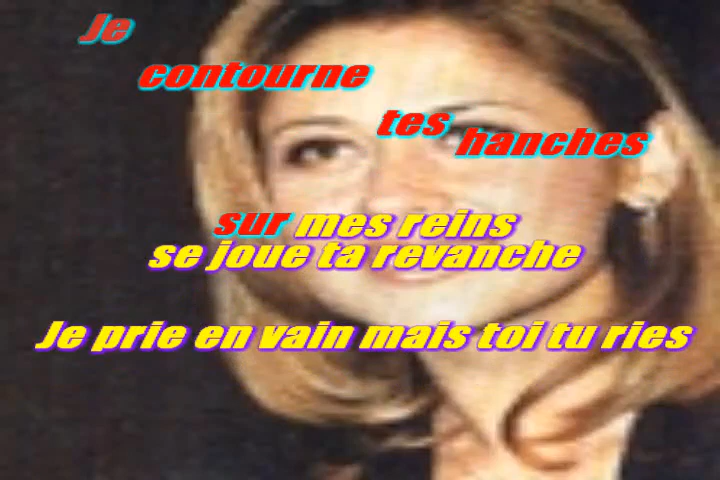 Je
contourne
tes hanches
sur mes reins
se joue ta revanche
Je prie en vain mais toi tu ries